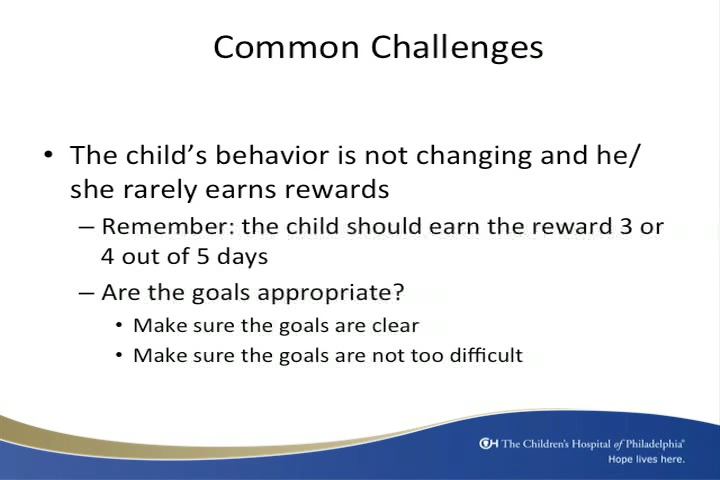 Common Challenges
• The child's behavior is not changing and he/
she rarely earns rewards
– Remember: the child should earn the reward 3 or
4 out of 5 days
– Are the goals appropriate?
• Make sure the goals are clear
• Make sure the goals are not too difficult
CH The Children's Hospital of Philadelphia®
Hope lives here.